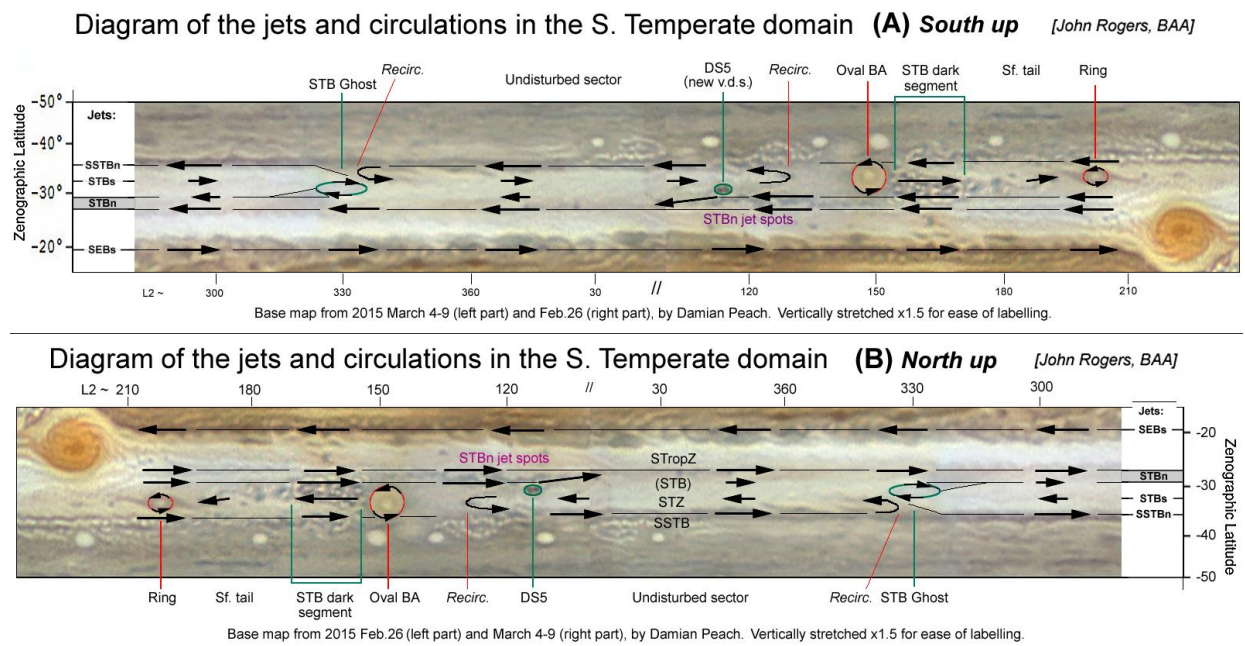 Diagram of the jets and circulations in the S. Temperate domain (A) South up [John Rogers, BAA]
STB Ghost
Recirc.
Undisturbed sector
DS5
(new v.d.s.)
Recirc.
Oval BA
STB dark
segment
Sf. tail
Ring
Zenographic Latitude
-50°
-40°
-30°
-20°
Jets:
SSTBn
STBs
STBn
SEBs
STBn jet spots
L2 ~ 300 330 360 30 // 120 150 180 210
Base map from 2015 March 4-9 (left part) and Feb.26 (right part), by Damian Peach. Vertically stretched x1.5 for ease of labelling.
Diagram of the jets and circulations in the S. Temperate domain (B) North up [John Rogers, BAA]
L2 ~ 210 180 150 120 // 30 360 330 300
Jets:
SEBs
STBn
STBs
SSTBn
-20
-30
-40
-50
Zenographic Latitude
STBn jet spots
STropZ
(STB)
STZ
SSTB
Ring
Sf. tail
STB dark
segment
Oval BA
Recirc.
DS5
Undisturbed sector
Recirc.
STB Ghost
Base map from 2015 Feb.26 (left part) and March 4-9 (right part), by Damian Peach. Vertically stretched x1.5 for ease of labelling.